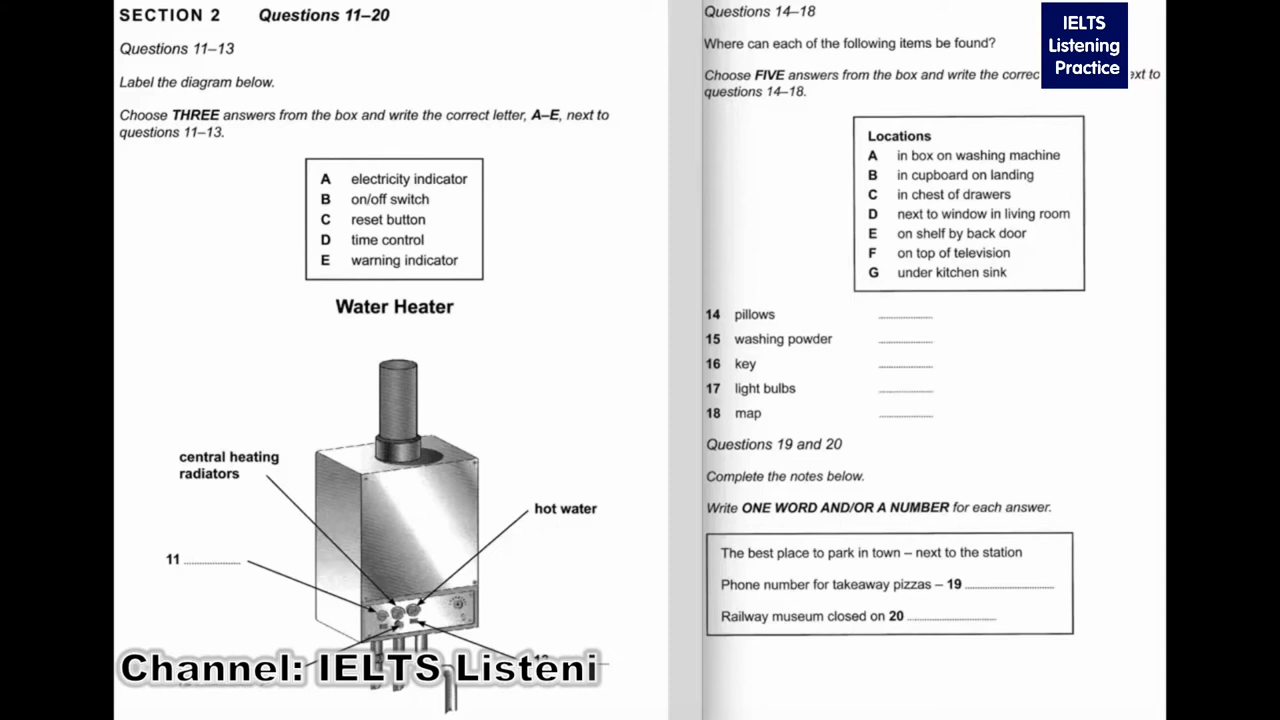 SECTION 2 Questions 11–20
Questions 11–13
Label the diagram below.
Choose THREE answers from the box and write the correct letter, A–E, next to
questions 11–13.
A electricity indicator
B on/off switch
C reset button
D time control
E warning indicator
Water Heater
central heating
radiators
hot water
11
Channel: IELTS Listeni
Questions 14–18
Where can each of the following items be found?
Choose FIVE answers from the box and write the correc
ext to
questions 14–18.
IELTS
Listening
Practice
Locations
A in box on washing machine
B in cupboard on landing
C in chest of drawers
D next to window in living room
E on shelf by back door
F on top of television
G under kitchen sink
14 pillows
15 washing powder
16 key
17 light bulbs
18 map
Questions 19 and 20
Complete the notes below.
Write ONE WORD AND/OR A NUMBER for each answer.
The best place to park in town – next to the station
Phone number for takeaway pizzas – 19
Railway museum closed on 20